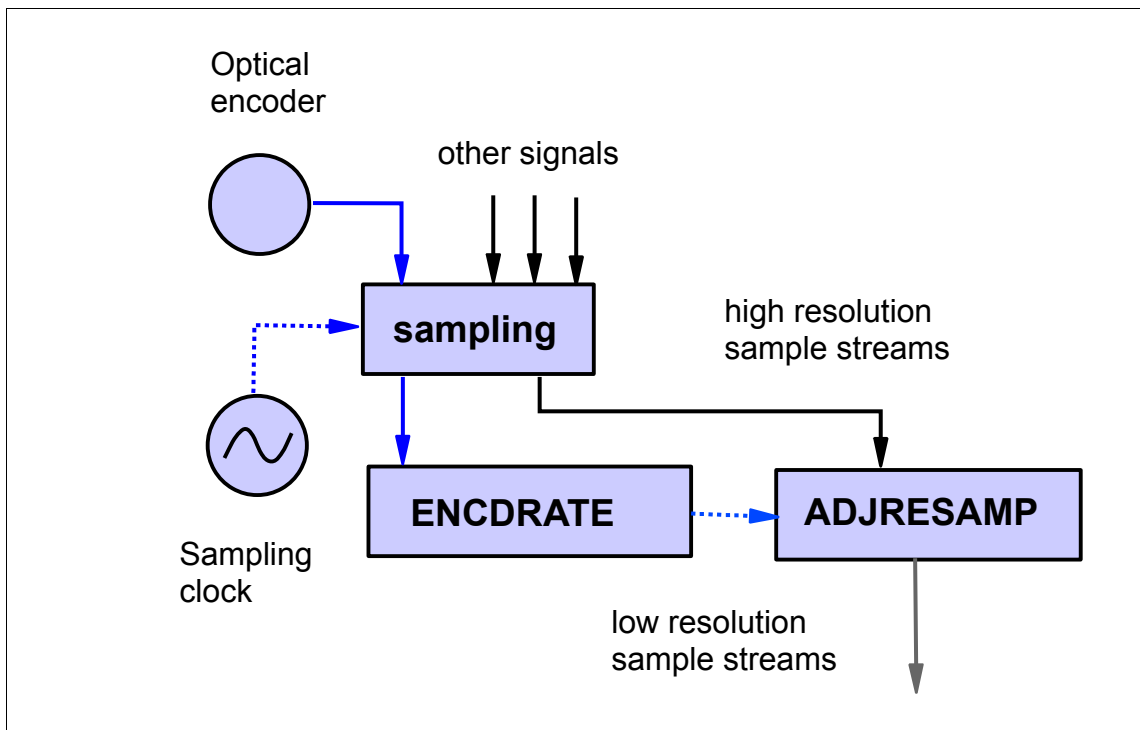 Optical
encoder
other signals
sampling
high resolution
sample streams
ENCDRATE
ADJRESAMP
Sampling
clock
low resolution
sample streams